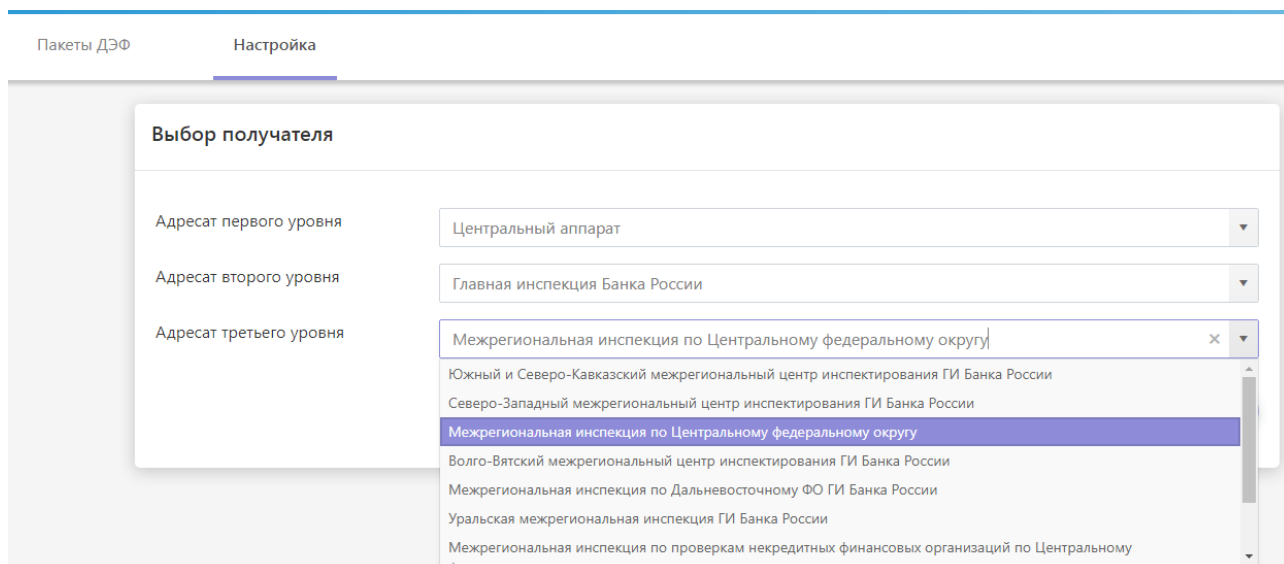 Пакеты ДЭФ Настройка
Выбор получателя
Адресат первого уровня Центральный аппарат
Адресат второго уровня Главная инспекция Банка России
Адресат третьего уровня Межрегиональная инспекция по Центральному федеральному округу
Южный и Северо-Кавказский межрегиональный центр инспектирования ГИ Банка России
Северо-Западный межрегиональный центр инспектирования ГИ Банка России
Межрегиональная инспекция по Центральному федеральному округу
Волго-Вятский межрегиональный центр инспектирования ГИ Банка России
Межрегиональная инспекция по Дальневосточному ФО ГИ Банка России
Уральская межрегиональная инспекция ГИ Банка России
Межрегиональная инспекция по проверкам некредитных финансовых организаций по Центральному